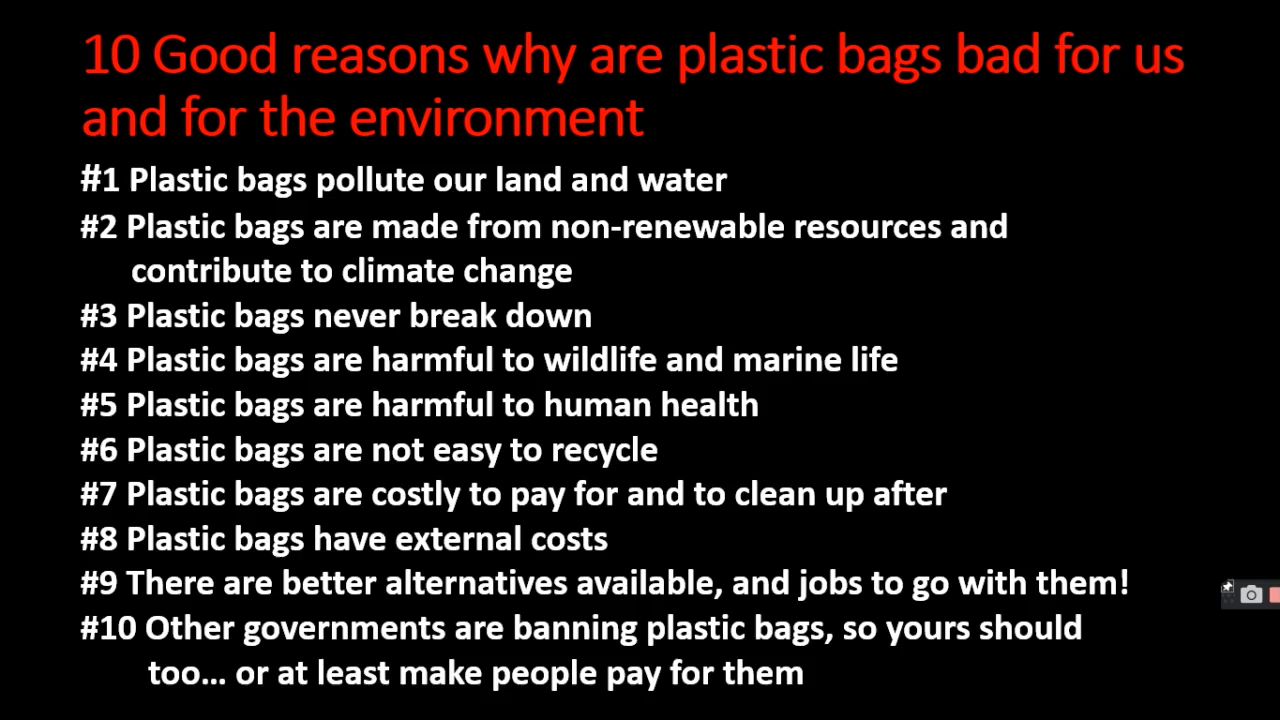 10 Good reasons why are plastic bags bad for us
and for the environment
#1 Plastic bags pollute our land and water
#2 Plastic bags are made from non-renewable resources and
contribute to climate change
#3 Plastic bags never break down
#4 Plastic bags are harmful to wildlife and marine life
#5 Plastic bags are harmful to human health
#6 Plastic bags are not easy to recycle
#7 Plastic bags are costly to pay for and to clean up after
#8 Plastic bags have external costs
#9 There are better alternatives available, and jobs to go with them!
#10 Other governments are banning plastic bags, so yours should
too... or at least make people pay for them